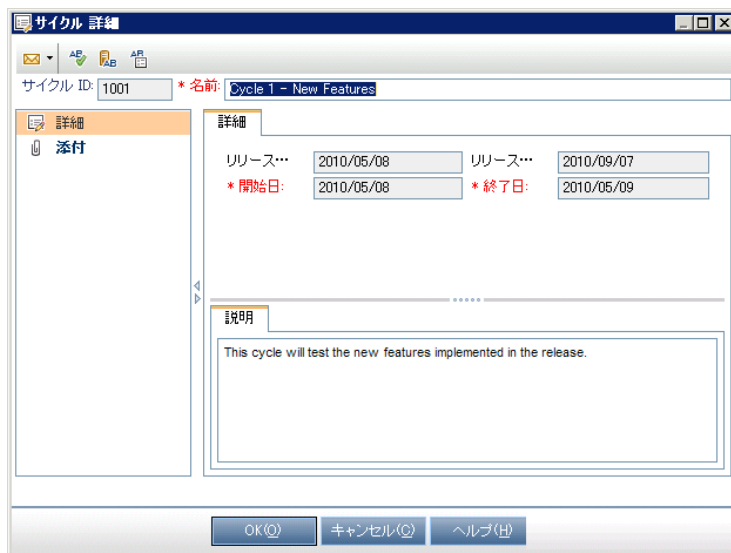 サイクル 詳細
サイクル ID: 1001 * 名前: Cycle 1 - New Features
詳細
添付
詳細
リリース… 2010/05/08 リリース… 2010/09/07
* 開始日: 2010/05/08 * 終了日: 2010/05/09
説明
This cycle will test the new features implemented in the release.
OK(O) キャンセル(C) ヘルプ(H)